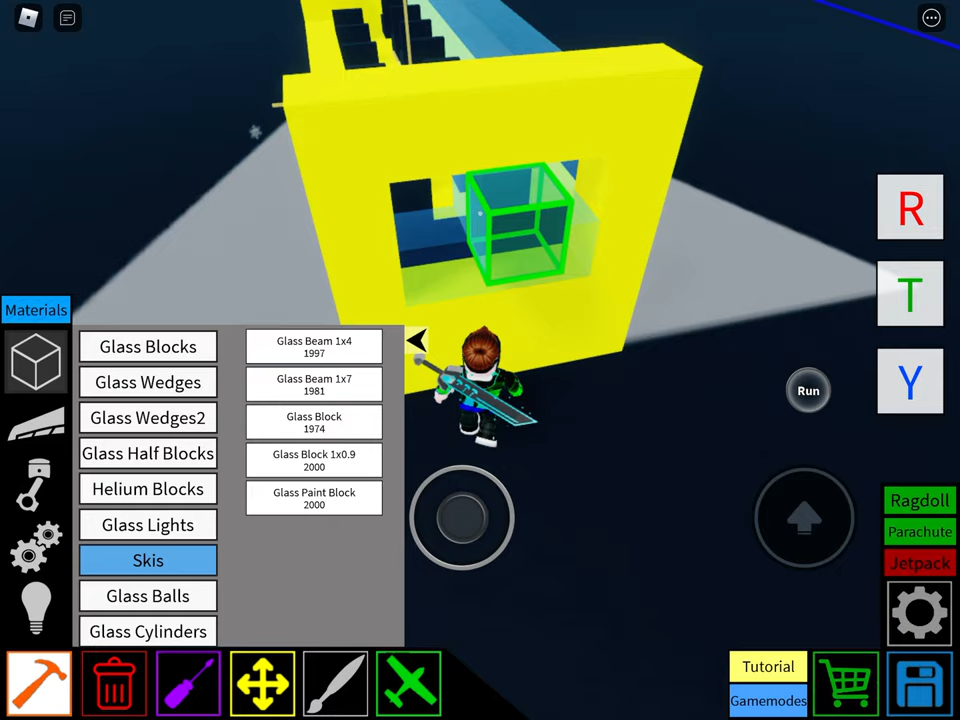 R
Materials
T
Glass Blocks
Glass Wedges
Glass Wedges2
Glass Half Blocks
Helium Blocks
Glass Lights
Skis
Glass Balls
Glass Cylinders
Glass Beam 1x4
1997
Glass Beam 1x7
1981
Glass Block
1974
Glass Block 1x0.9
2000
Glass Paint Block
2000
Y
Run
Ragdoll
Parachute
Jetpack
Tutorial
Gamemodes